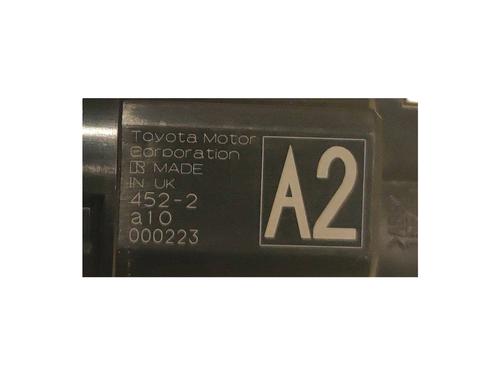 Toyota Motor
Corporation
R MADE
IN UK
452-2
a10
000223
A2